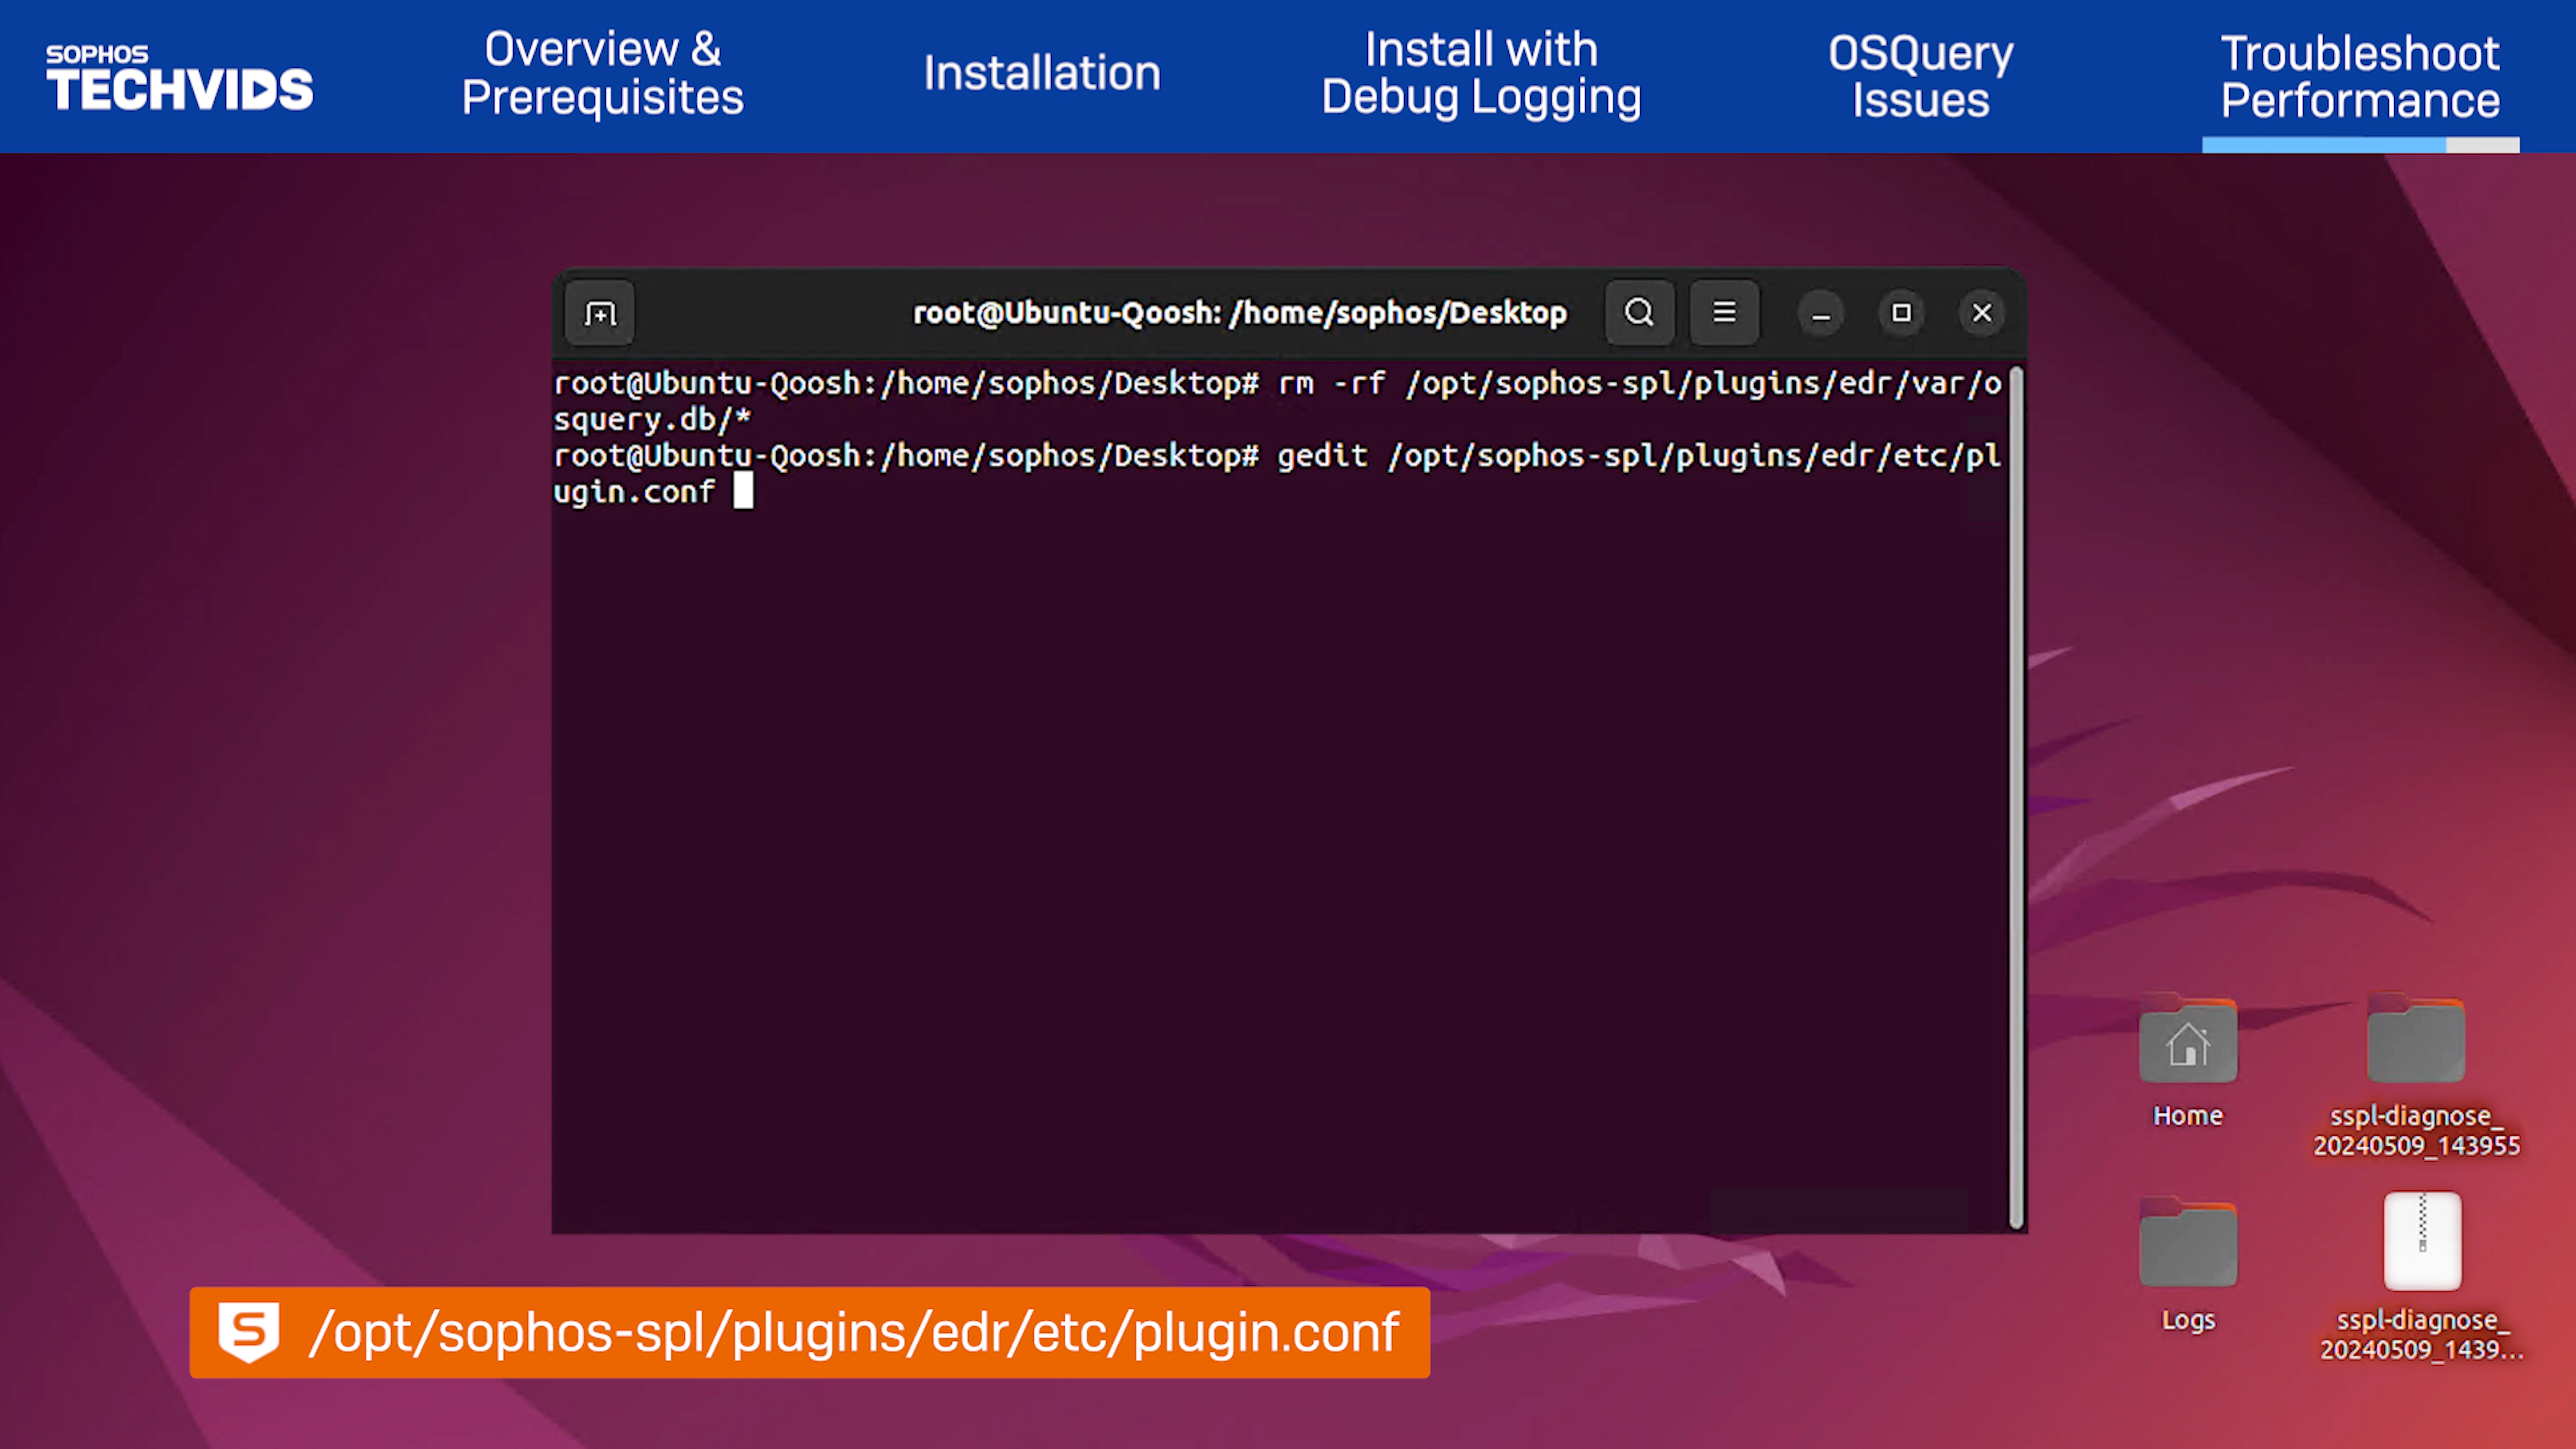 SOPHOS
TECHVIDS
Overview &
Prerequisites
Installation
Install with
Debug Logging
OSQuery
Issues
Troubleshoot
Performance
root@Ubuntu-Qoosh: /home/sophos/Desktop
root@Ubuntu-Qoosh:/home/sophos/Desktop# rm -rf /opt/sophos-spl/plugins/edr/var/o
squery.db/*
root@Ubuntu-Qoosh:/home/sophos/Desktop# gedit /opt/sophos-spl/plugins/edr/etc/pl
ugin.conf
Home
sspl-diagnose_
20240509_143955
Logs
sspl-diagnose_
20240509_1439...
S /opt/sophos-spl/plugins/edr/etc/plugin.conf